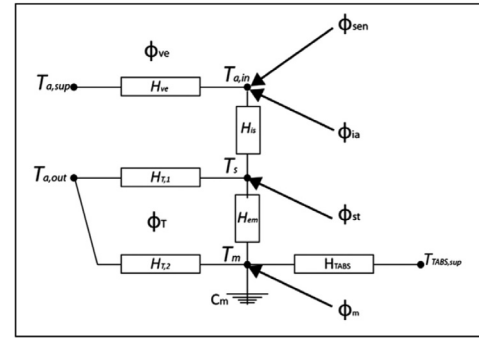 ϕsen
ϕve
Ta,sup
Hve
Ta,in
His
ϕia
Ta,out
HT,1
Ts
ϕst
ϕT
Hem
HT,2
Tm
HTABS
TTABS,sup
Cm
ϕm